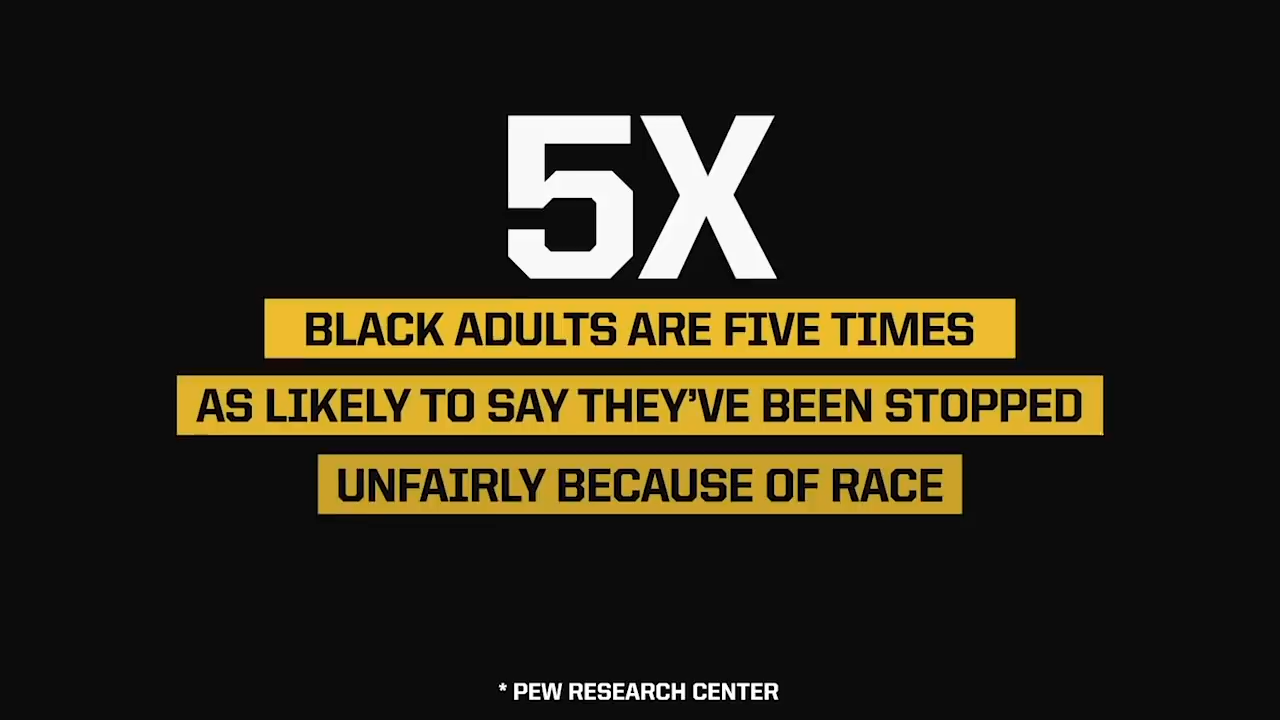 5X
BLACK ADULTS ARE FIVE TIMES
AS LIKELY TO SAY THEY’VE BEEN STOPPED
UNFAIRLY BECAUSE OF RACE
* PEW RESEARCH CENTER